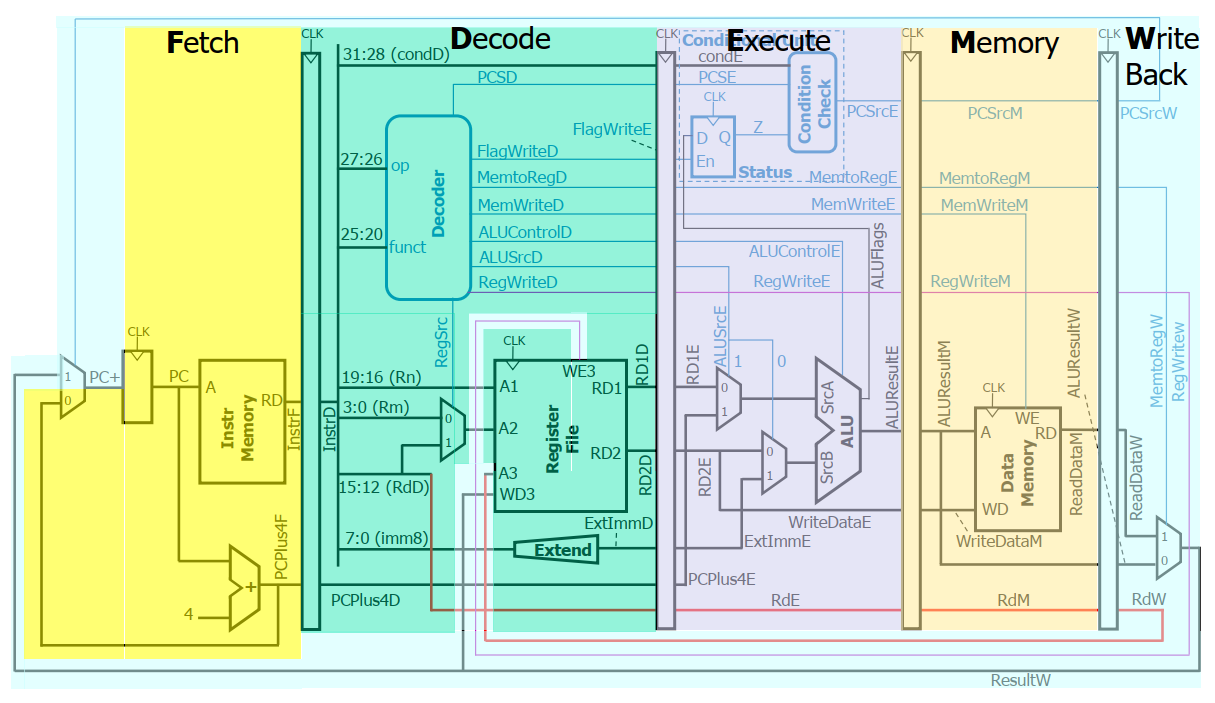 Fetch
Decode
Execute
Memory
Write
Back
CLK
CLK
CLK
CLK
31:28 (condD)
condE
PCSD
PCSE
CLK
Condition
Check
PCSrcE
PCSrcM
PCSrcW
FlagWriteE
D
Q
Z
En
Status
27:26
op
Decoder
FlagWriteD
MemtoRegD
MemtoRegE
MemtoRegM
MemWriteD
MemWriteE
MemWriteM
25:20
funct
ALUControlD
ALUControlE
ALUFlags
ALUSrcD
RegWriteD
RegWriteE
RegWriteM
RegSrc
ALUSrcE
1
0
CLK
PC+
1
0
PC
A
RD
Instr
Memory
InstrF
InstrD
CLK
WE3
19:16 (Rn)
A1
RD1
RD1D
RD1E
3:0 (Rm)
0
1
A2
Register
File
RD2
RD2D
RD2E
A3
15:12 (RdD)
WD3
0
1
0
1
SrcA
ALU
SrcB
ALUResultE
ALUResultM
CLK
WE
A
RD
Data
Memory
WD
ReadDataM
ALUResultW
MemtoRegW
RegWritew
ReadDataW
WriteDataE
WriteDataM
7:0 (imm8)
Extend
ExtImmD
ExtImmE
1
0
PCPlus4F
+
4
PCPlus4D
PCPlus4E
RdE
RdM
RdW
ResultW